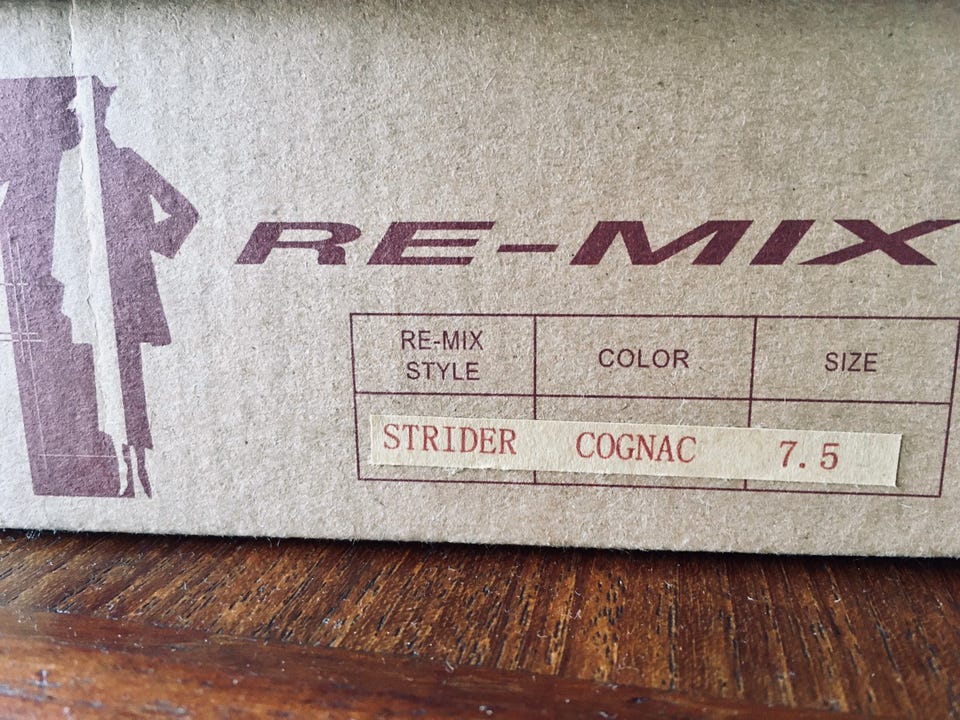 RE-MIX
RE-MIX STYLE
COLOR
SIZE
STRIDER COGNAC 7.5